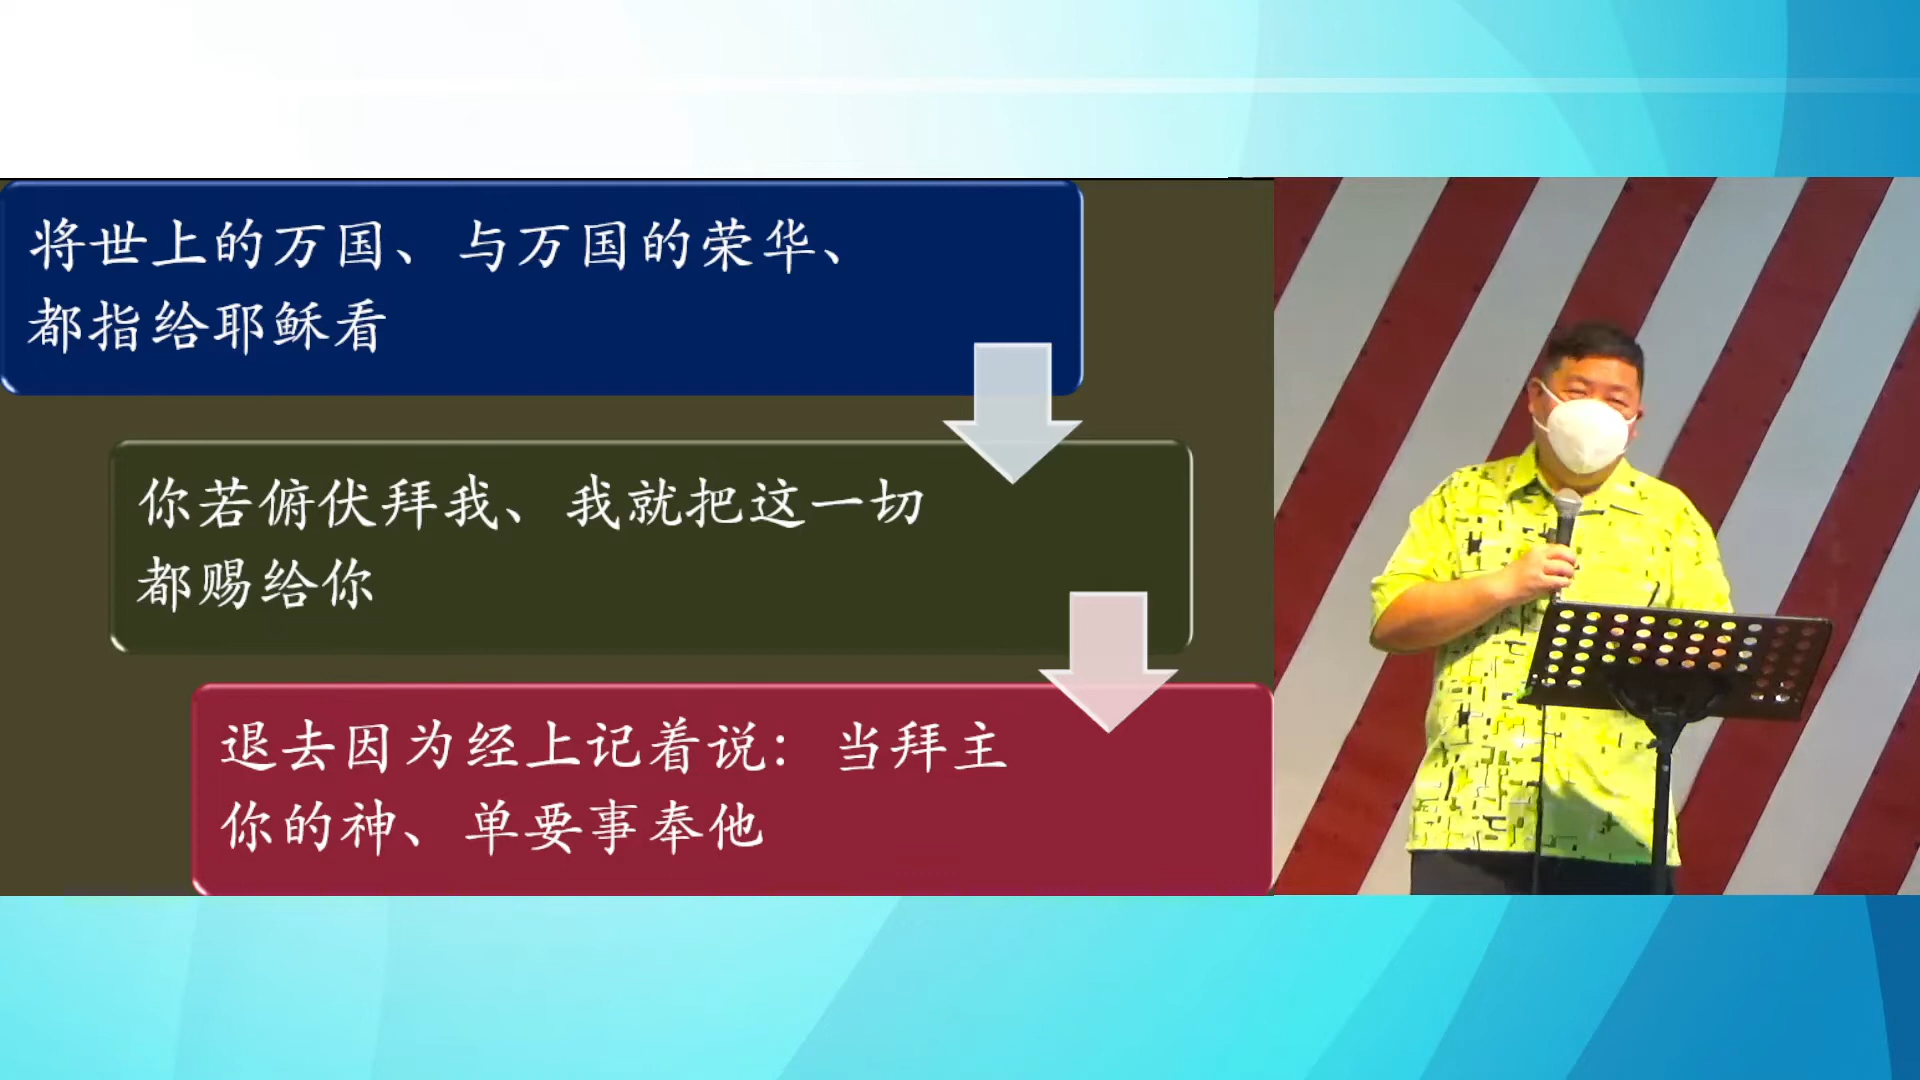 将世上的万国、与万国的荣华、
都指给耶稣看
你若俯伏拜我、我就把这一切
都赐给你
退去因为经上记着说：当拜主
你的神、单要事奉他